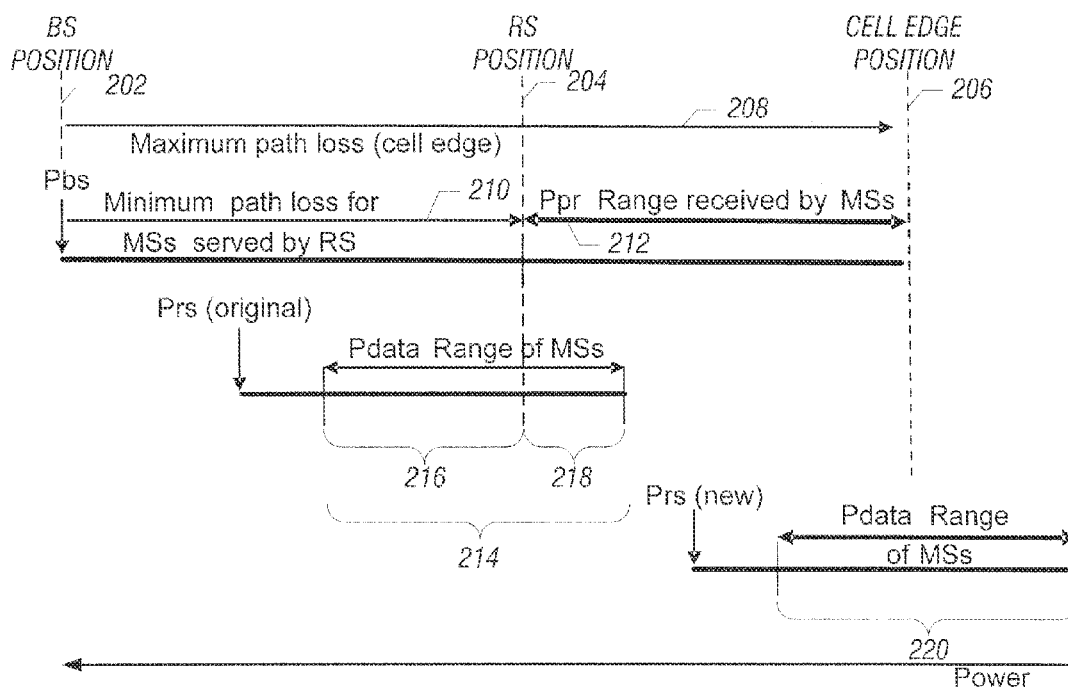 BS
POSITION
RS
POSITION
CELL EDGE
POSITION
202
204
206
208
Maximum path loss (cell edge)
Pbs
Minimum path loss for
210
Ppr Range received by MSs
MSs served by RS
212
Prs (original)
Pdata Range of MSs
216
218
214
Prs (new)
Pdata Range
of MSs
220
Power